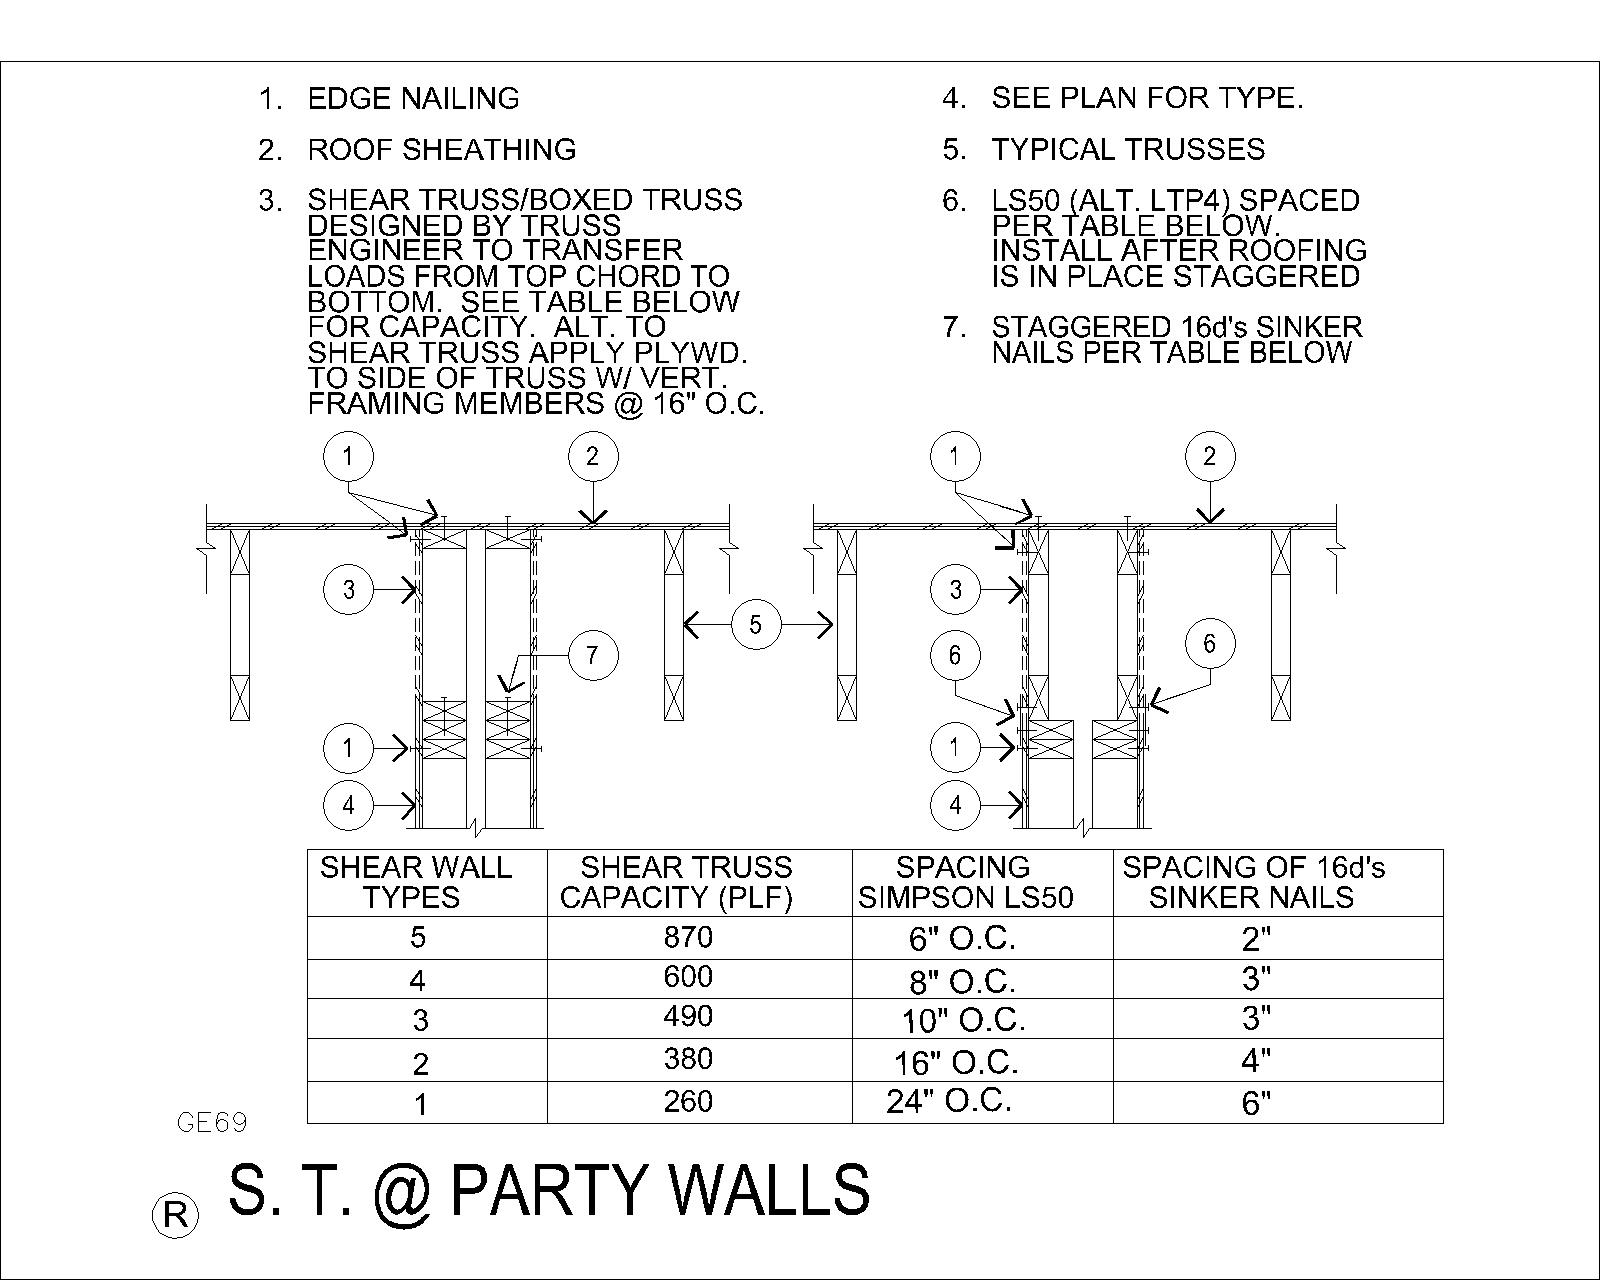 1. EDGE NAILING
2. ROOF SHEATHING
3. SHEAR TRUSS/BOXED TRUSS
DESIGNED BY TRUSS
ENGINEER TO TRANSFER
LOADS FROM TOP CHORD TO
BOTTOM. SEE TABLE BELOW
FOR CAPACITY. ALT. TO
SHEAR TRUSS APPLY PLYWD.
TO SIDE OF TRUSS W/ VERT.
FRAMING MEMBERS @ 16" O.C.
4. SEE PLAN FOR TYPE.
5. TYPICAL TRUSSES
6. LS50 (ALT. LTP4) SPACED
PER TABLE BELOW.
INSTALL AFTER ROOFING
IS IN PLACE STAGGERED
7. STAGGERED 16d's SINKER
NAILS PER TABLE BELOW
1 2 1 2
3 3
5
7 6 6
1 1
4 4
SHEAR WALL TYPES SHEAR TRUSS CAPACITY (PLF) SPACING SIMPSON LS50 SPACING OF 16d's SINKER NAILS
5 870 6" O.C. 2"
4 600 8" O.C. 3"
3 490 10" O.C. 3"
2 380 16" O.C. 4"
1 260 24" O.C. 6"
GE69
R S. T. @ PARTY WALLS